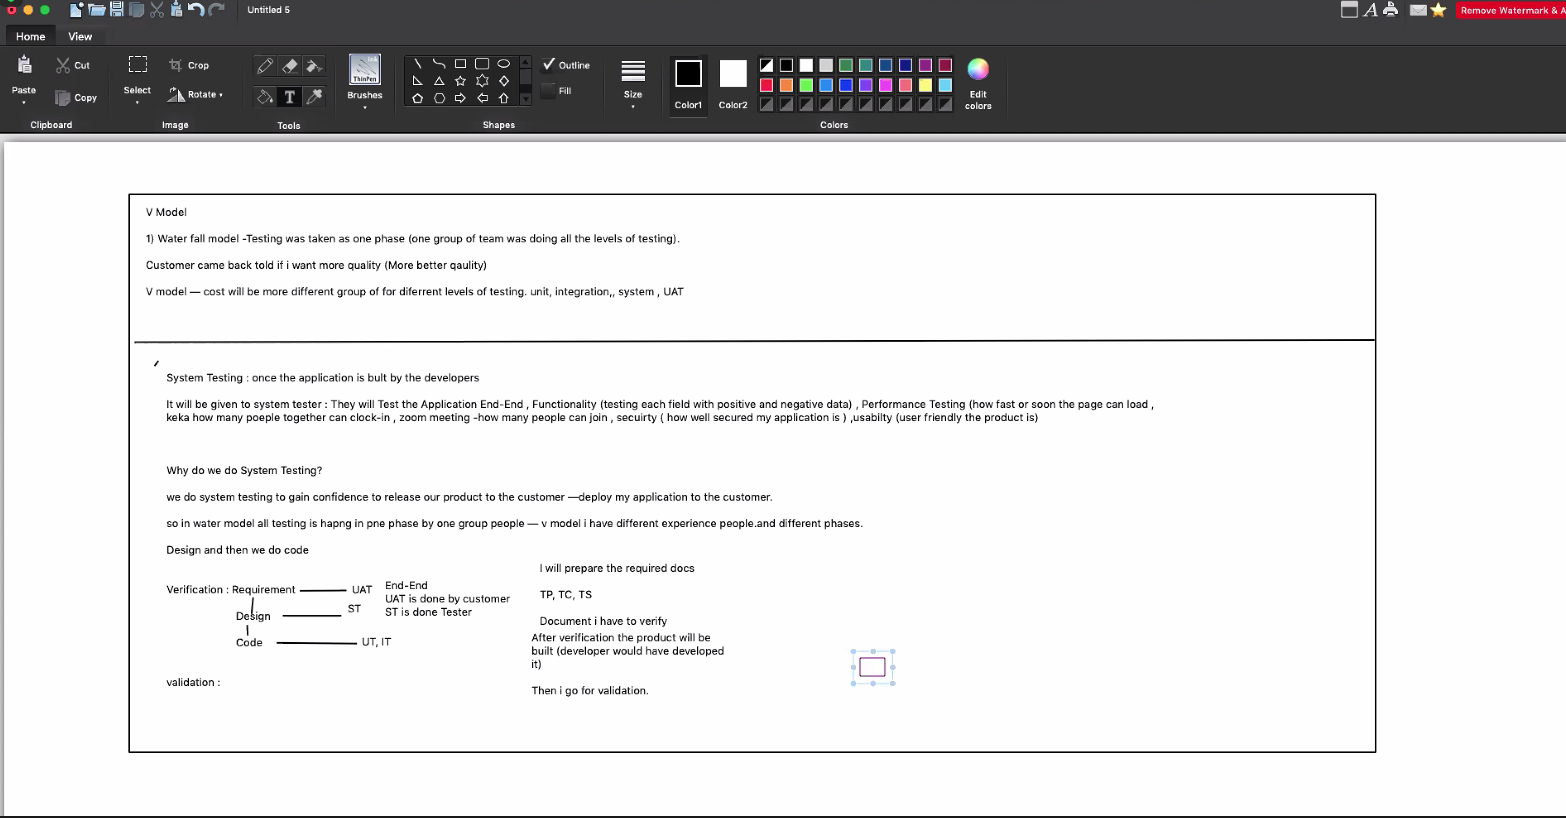 Untitled 5
Remove Watermark & A
Home View
Cut
Paste
Copy
Clipboard
Select
Crop
Rotate
Image
T
Tools
ink
ThinPen
Brushes
Shapes
Outline
Fill
Size
Color1
Color2
Colors
Edit
colors
V Model
1) Water fall model -Testing was taken as one phase (one group of team was doing all the levels of testing).
Customer came back told if i want more quality (More better qaulity)
V model — cost will be more different group of for diferrent levels of testing. unit, integration,, system , UAT
System Testing : once the application is bult by the developers
It will be given to system tester : They will Test the Application End-End , Functionality (testing each field with positive and negative data) , Performance Testing (how fast or soon the page can load ,
keka how many poeple together can clock-in , zoom meeting -how many people can join , secuirty ( how well secured my application is ) ,usabilty (user friendly the product is)
Why do we do System Testing?
we do system testing to gain confidence to release our product to the customer —deploy my application to the customer.
so in water model all testing is hapng in pne phase by one group people — v model i have different experience people.and different phases.
Design and then we do code
Verification : Requirement UAT
Design ST
Code UT, IT
validation :
End-End
UAT is done by customer
ST is done Tester
I will prepare the required docs
TP, TC, TS
Document i have to verify
After verification the product will be
built (developer would have developed
it)
Then i go for validation.